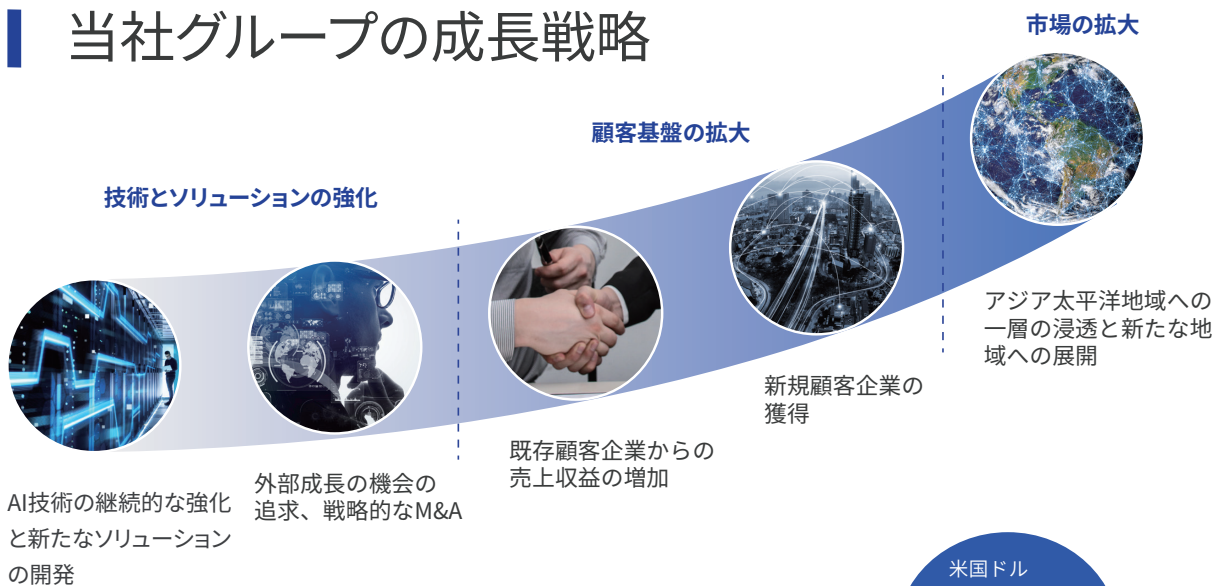 当社グループの成長戦略
市場の拡大
顧客基盤の拡大
技術とソリューションの強化
AI技術の継続的な強化
と新たなソリューション
の開発
外部成長の機会の
追求、戦略的なM&A
既存顧客企業からの
売上収益の増加
新規顧客企業の
獲得
アジア太平洋地域への
一層の浸透と新たな地
域への展開
米国ドル